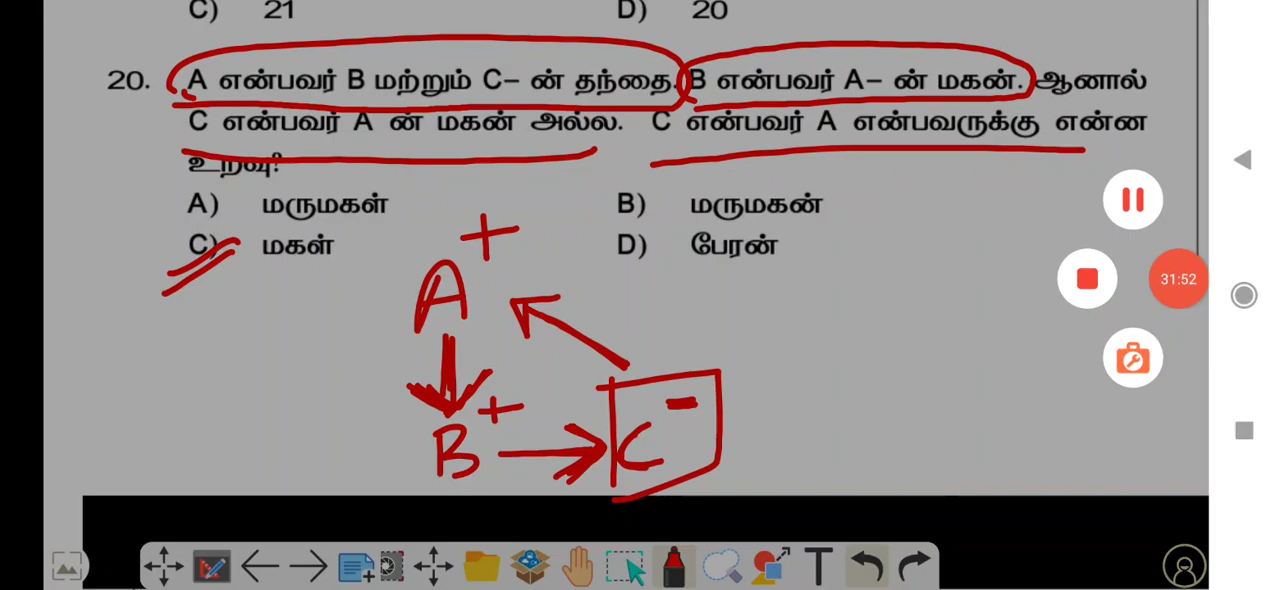 C) 21 D) 20
20. A என்பவர் B மற்றும் C- ன் தந்தை. B என்பவர் A- ன் மகன். ஆனால்
C என்பவர் A ன் மகன் அல்ல. C என்பவர் A என்பவருக்கு என்ன
உறவு?
A) மருமகள் B) மருமகன்
C) மகள் D) பேரன்
+
A
+
B C -
31:52
T